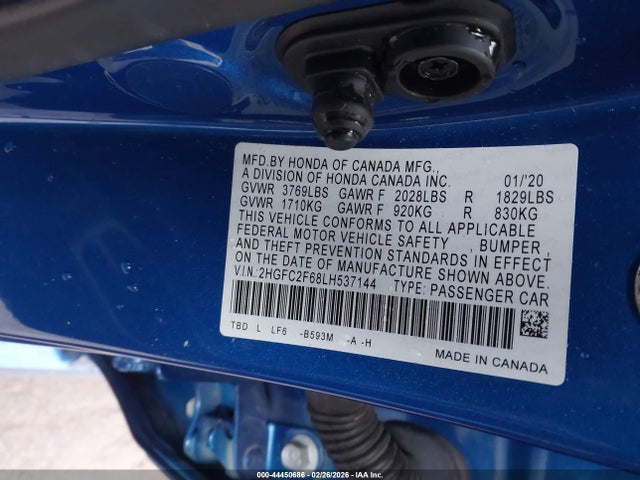 MFD.BY HONDA OF CANADA MFG.,
A DIVISION OF HONDA CANADA INC. 01/'20
GVWR 3769LBS GAWR F 2028LBS R 1829LBS
GVWR 1710KG GAWR F 920KG R 830KG
THIS VEHICLE CONFORMS TO ALL APPLICABLE
FEDERAL MOTOR VEHICLE SAFETY , BUMPER ,
AND THEFT PREVENTION STANDARDS IN EFFECT
ON THE DATE OF MANUFACTURE SHOWN ABOVE.
V.I.N.: 2HGFC2F68LH537144 TYPE: PASSENGER CAR
TBD L LF6 -B593M -A -H
MADE IN CANADA
000-44450686 - 02/26/2026 - IAA Inc.